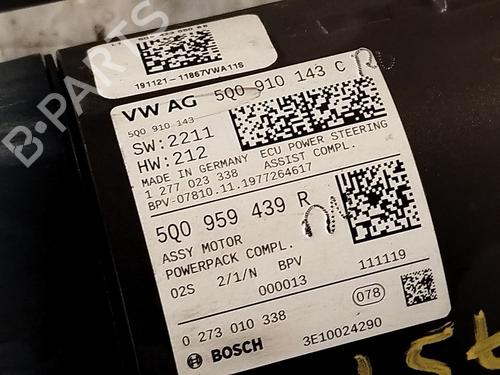 191121-11867VWA11S
VW AG 5Q0 910 143 C
5Q0 910 143
SW:2211
HW:212
MADE IN GERMANY ECU POWER STEERING
1 277 023 338 ASSIST COMPL.
BPV-07810.11.1977264617
5Q0 959 439 R
ASSY MOTOR
POWERPACK COMPL.
02S 2/1/N BPV 111119
000013
078
0 273 010 338
BOSCH 3E10024290
B-PARTS